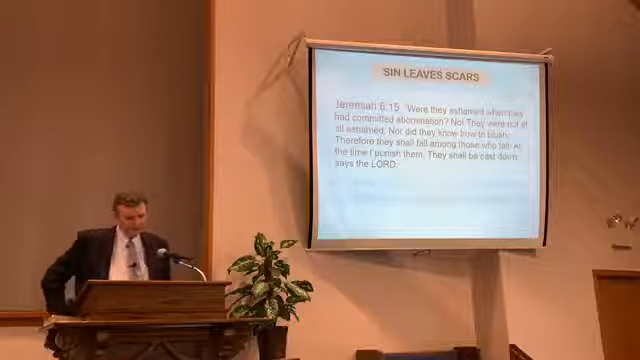 SIN LEAVES SCARS
Jeremiah 6:15 Were they ashamed when they
had committed abomination? No! They were not at
all ashamed. Nor did they know how to blush.
Therefore they shall fall among those who fall: At
the time I punish them, They shall be cast down,
says the LORD.